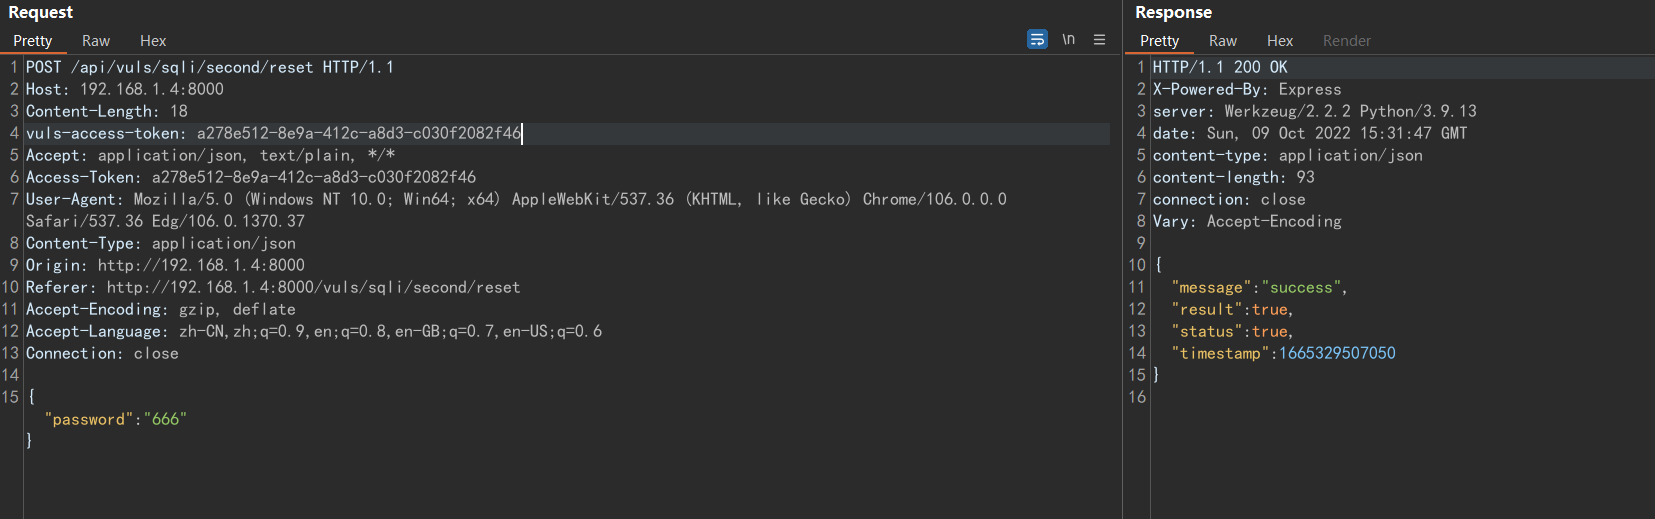 Request
Pretty Raw Hex
\n
1 POST /api/vuls/sqli/second/reset HTTP/1.1
2 Host: 192.168.1.4:8000
3 Content-Length: 18
4 vuls-access-token: a278e512-8e9a-412c-a8d3-c030f2082f46
5 Accept: application/json, text/plain, */*
6 Access-Token: a278e512-8e9a-412c-a8d3-c030f2082f46
7 User-Agent: Mozilla/5.0 (Windows NT 10.0; Win64; x64) AppleWebKit/537.36 (KHTML, like Gecko) Chrome/106.0.0.0
Safari/537.36 Edg/106.0.1370.37
8 Content-Type: application/json
9 Origin: http://192.168.1.4:8000
10 Referer: http://192.168.1.4:8000/vuls/sqli/second/reset
11 Accept-Encoding: gzip, deflate
12 Accept-Language: zh-CN,zh;q=0.9,en;q=0.8,en-GB;q=0.7,en-US;q=0.6
13 Connection: close
14
15 {
"password":"666"
}
Response
Pretty Raw Hex Render
1 HTTP/1.1 200 OK
2 X-Powered-By: Express
3 server: Werkzeug/2.2.2 Python/3.9.13
4 date: Sun, 09 Oct 2022 15:31:47 GMT
5 content-type: application/json
6 content-length: 93
7 connection: close
8 Vary: Accept-Encoding
9
10 {
11 "message":"success",
12 "result":true,
13 "status":true,
14 "timestamp":1665329507050
15 }
16